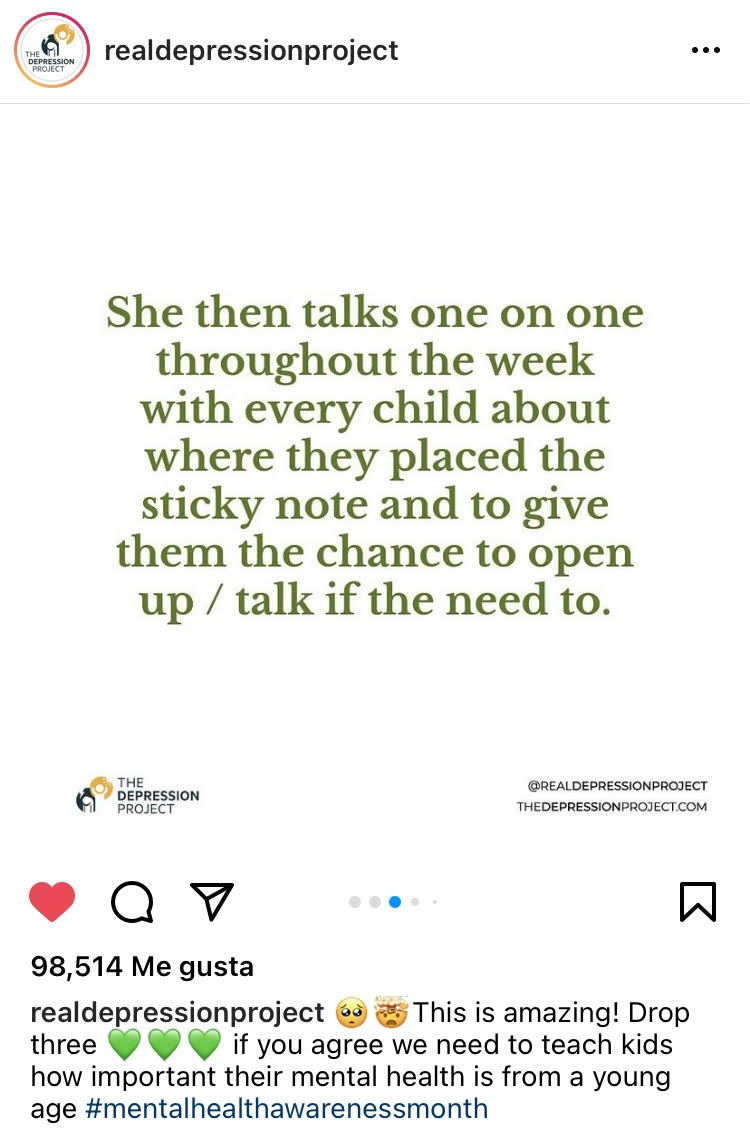 THE
DEPRESSION
PROJECT
realdepressionproject
She then talks one on one
throughout the week
with every child about
where they placed the
sticky note and to give
them the chance to open
up / talk if the need to.
THE
DEPRESSION
PROJECT
@REALDEPRESSIONPROJECT
THEDEPRESSIONPROJECT.COM
98,514 Me gusta
realdepressionproject 🥺🤯This is amazing! Drop
three 💚💚💚 if you agree we need to teach kids
how important their mental health is from a young
age #mentalhealthawarenessmonth